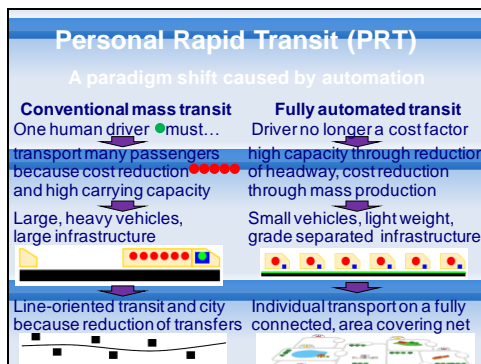 Personal Rapid Transit (PRT)
A paradigm shift caused by automation
Conventional mass transit
One human driver must…
transport many passengers
because cost reduction
and high carrying capacity
Large, heavy vehicles,
large infrastructure
Line-oriented transit and city
because reduction of transfers
Fully automated transit
Driver no longer a cost factor
high capacity through reduction
of headway, cost reduction
through mass production
Small vehicles, light weight,
grade separated infrastructure
Individual transport on a fully
connected, area covering net